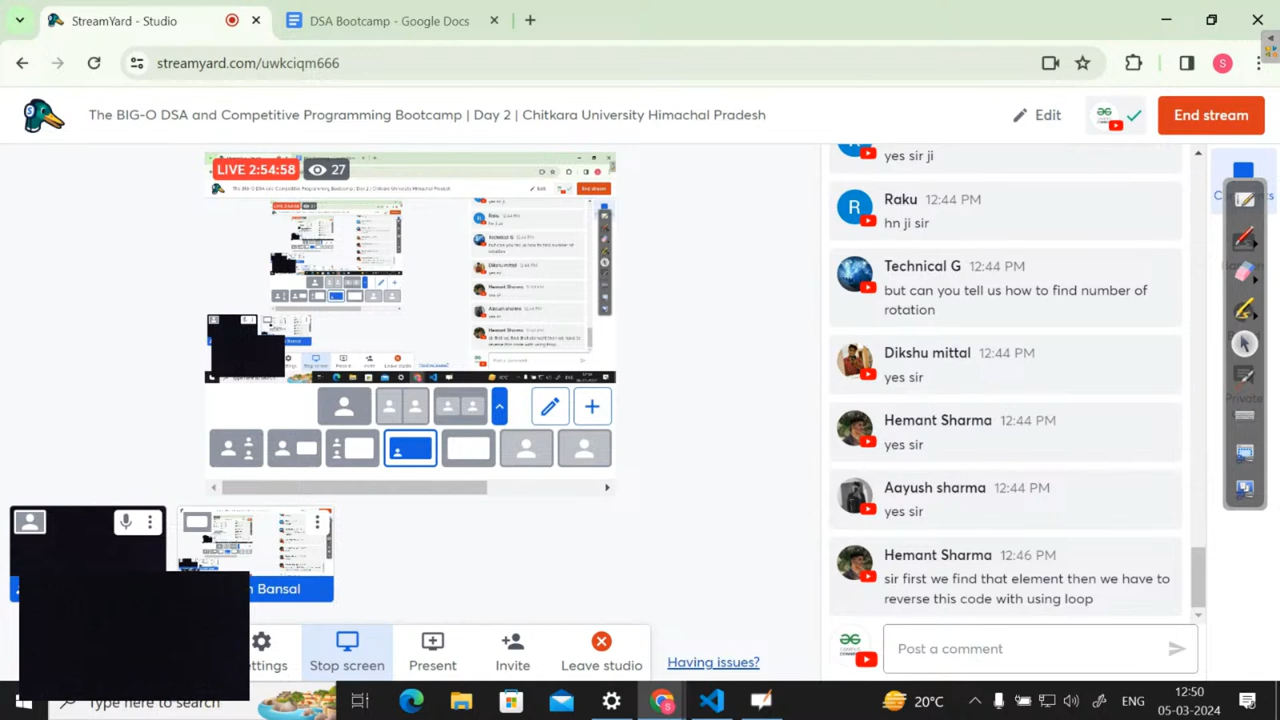 StreamYard - Studio
DSA Bootcamp - Google Docs
streamyard.com/uwkciqm666
S
The BIG-O DSA and Competitive Programming Bootcamp | Day 2 | Chitkara University Himachal Pradesh
Edit
End stream
LIVE 2:54:58
27
yes sir ji
R
Raku 12:44 PM
hn ji sir
Technical G 12:44 PM
but can you tell us how to find number of
rotation
Dikshu mittal 12:44 PM
yes sir
Hemant Sharma 12:44 PM
yes sir
Aayush sharma 12:44 PM
yes sir
Hemant Sharma 12:46 PM
sir first we find that element then we have to
reverse this code with using loop
Private
Bansal
Stop screen
Present
Invite
Leave studio
Having issues?
Post a comment
Type here to search
20°C
ENG
12:50
05-03-2024